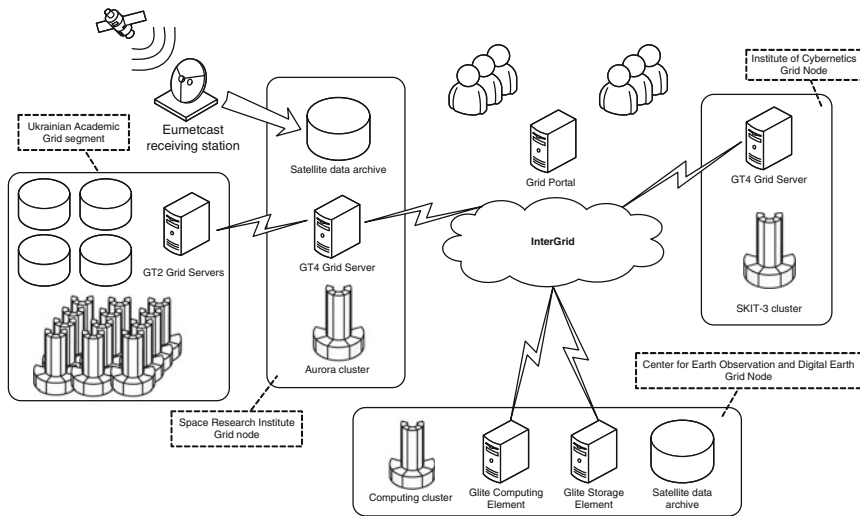 Institute of Cybernetics
Grid Node
Ukrainian Academic
Grid segment
Eumetcast
receiving station
Satellite data archive
Grid Portal
GT4 Grid Server
GT2 Grid Servers
GT4 Grid Server
InterGrid
SKIT-3 cluster
Aurora cluster
Center for Earth Observation and Digital Earth
Grid Node
Space Research Institute
Grid node
Computing cluster
Glite Computing
Element
Glite Storage
Element
Satellite data
archive